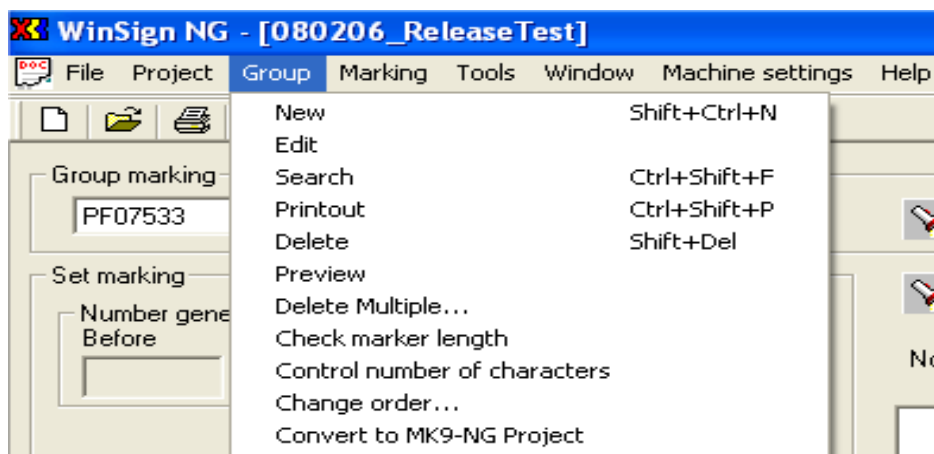 WinSign NG - [080206_ReleaseTest]
File Project Group Marking Tools Window Machine settings Help
New Shift+Ctrl+N
Edit
Group marking
Search Ctrl+Shift+F
PF07533
Printout Ctrl+Shift+P
Delete Shift+Del
Set marking
Preview
Delete Multiple...
Number gene
Before
Check marker length
Control number of characters
Change order...
Convert to MK9-NG Project